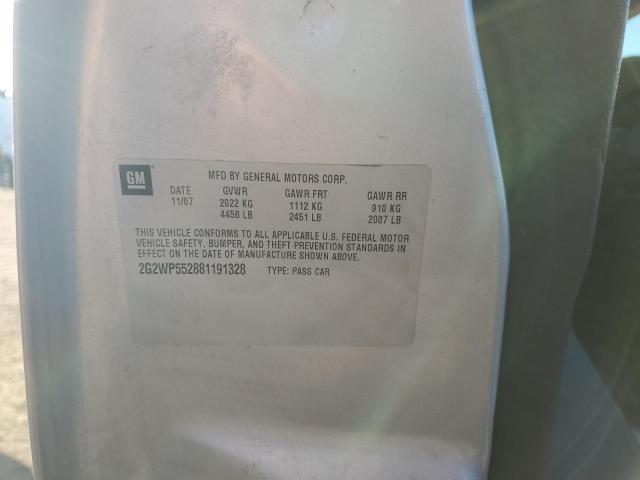 GM
MFD BY GENERAL MOTORS CORP.
DATE GVWR GAWR FRT GAWR RR
11/07 2022 KG 1112 KG 910 KG
4458 LB 2451 LB 2007 LB
THIS VEHICLE CONFORMS TO ALL APPLICABLE U.S. FEDERAL MOTOR
VEHICLE SAFETY, BUMPER, AND THEFT PREVENTION STANDARDS IN
EFFECT ON THE DATE OF MANUFACTURE SHOWN ABOVE.
2G2WP552881191328 TYPE: PASS CAR